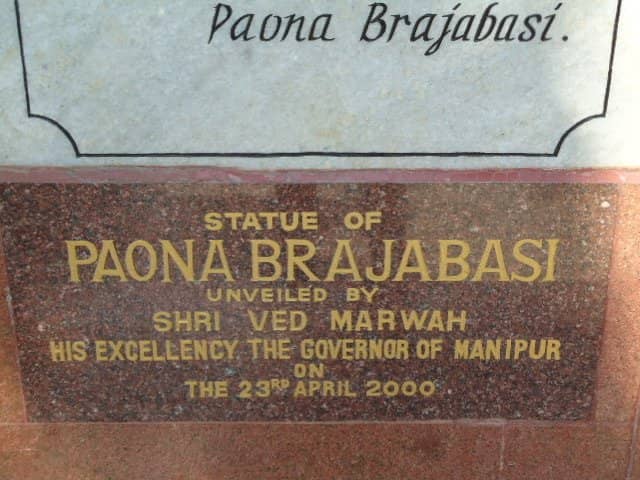 Paona Brajabasi.
STATUE OF
PAONA BRAJABASI
UNVEILED BY
SHRI VED MARWAH
HIS EXCELLENCY THE GOVERNOR OF MANIPUR
ON
THE 23RD APRIL 2000